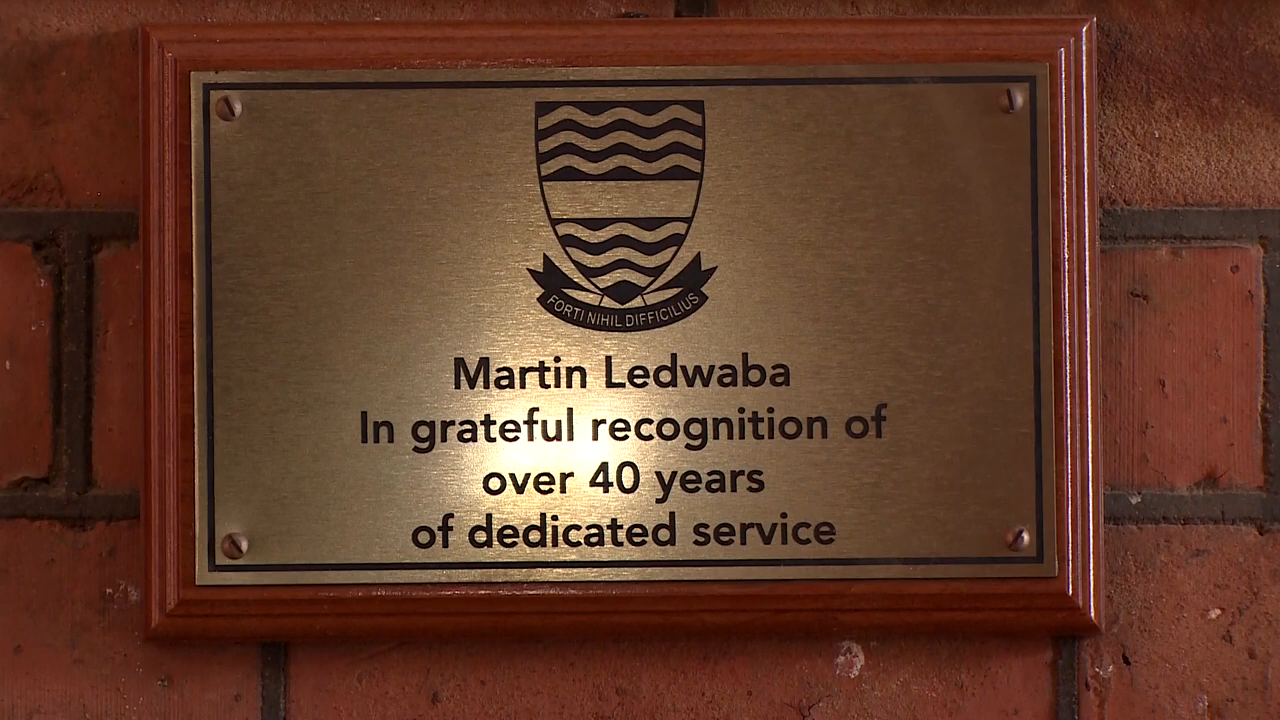 FORTI NIHIL DIFFICILIUS
Martin Ledwaba
In grateful recognition of
over 40 years
of dedicated service